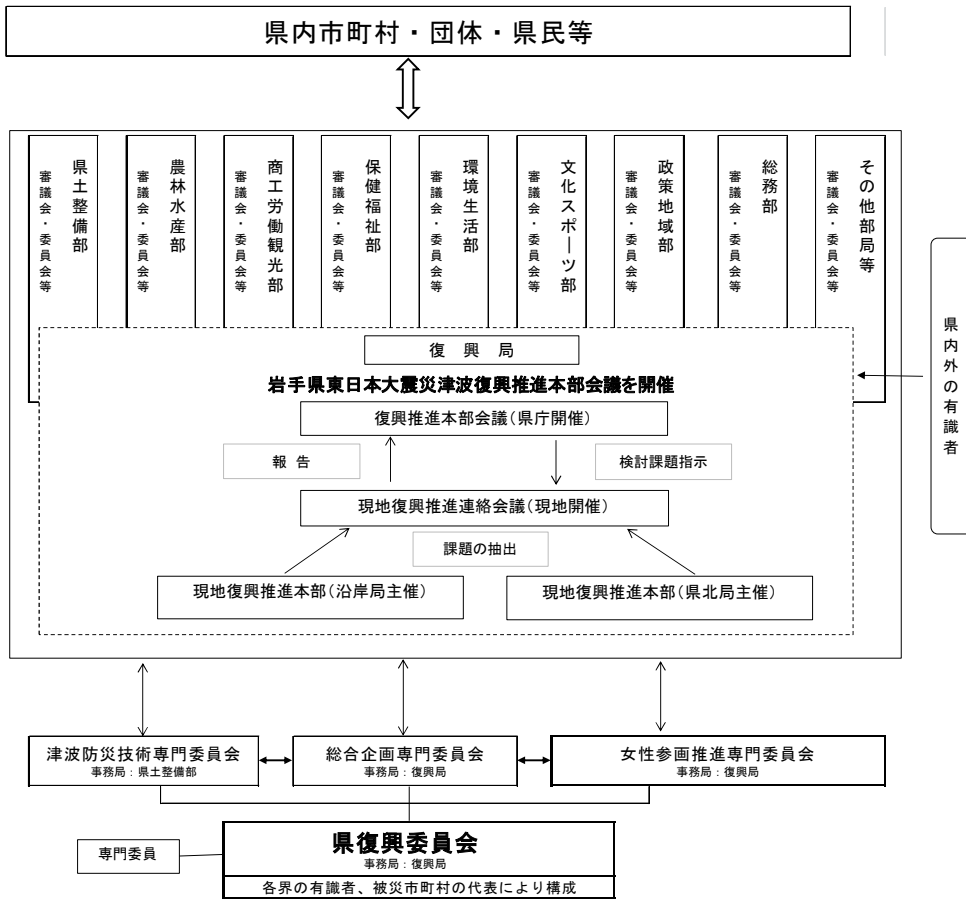 県内市町村・団体・県民等
県土整備部
審議会・委員会等
農林水産部
審議会・委員会等
商工労働観光部
審議会・委員会等
保健福祉部
審議会・委員会等
環境生活部
審議会・委員会等
文化スポーツ部
審議会・委員会等
政策地域部
審議会・委員会等
総務部
審議会・委員会等
その他部局等
審議会・委員会等
県内外の有識者
復興局
岩手県東日本大震災津波復興推進本部会議を開催
復興推進本部会議(県庁開催)
報告
検討課題指示
現地復興推進連絡会議(現地開催)
課題の抽出
現地復興推進本部(沿岸局主催)
現地復興推進本部(県北局主催)
津波防災技術専門委員会
事務局：県土整備部
総合企画専門委員会
事務局：復興局
女性参画推進専門委員会
事務局：復興局
専門委員
県復興委員会
事務局：復興局
各界の有識者、被災市町村の代表により構成